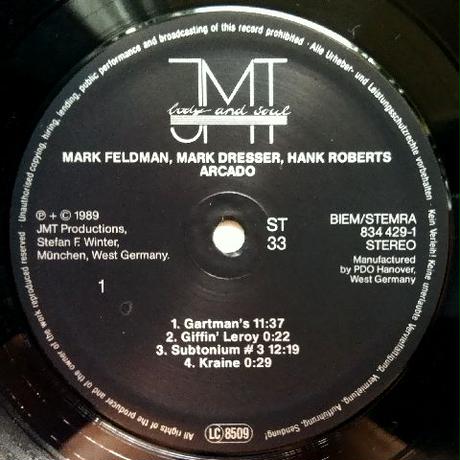 Unauthorised copying, hiring, lending, public performance and broadcasting of this record prohibited · Alle Urheber- und Leistungsschutzrechte vorbehalten · Kein Verleih! Keine unerlaubte Vervielfältigung, Vermietung, Aufführung, Sendung!
JMT
body and soul
MARK FELDMAN, MARK DRESSER, HANK ROBERTS
ARCADO
℗ + © 1989
JMT Productions,
Stefan F. Winter,
München, West Germany.
1
ST
33
BIEM/STEMRA
834 429-1
STEREO
Manufactured
by PDO Hanover,
West Germany
1. Gartman's 11:37
2. Giffin' Leroy 0:22
3. Subtonium # 3 12:19
4. Kraine 0:29
LC 8509
All rights of the producer and of the owner of the work reproduced reserved